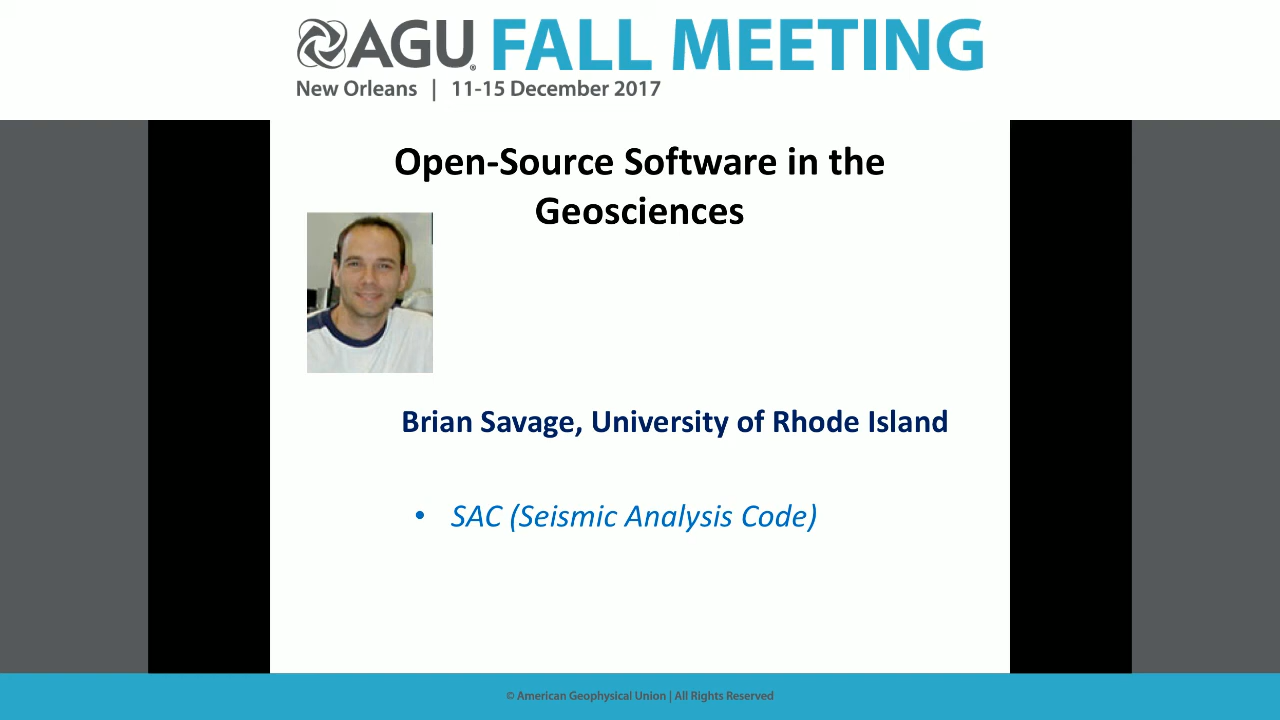 AGU FALL MEETING
New Orleans | 11-15 December 2017
Open-Source Software in the
Geosciences
Brian Savage, University of Rhode Island
• SAC (Seismic Analysis Code)
© American Geophysical Union | All Rights Reserved